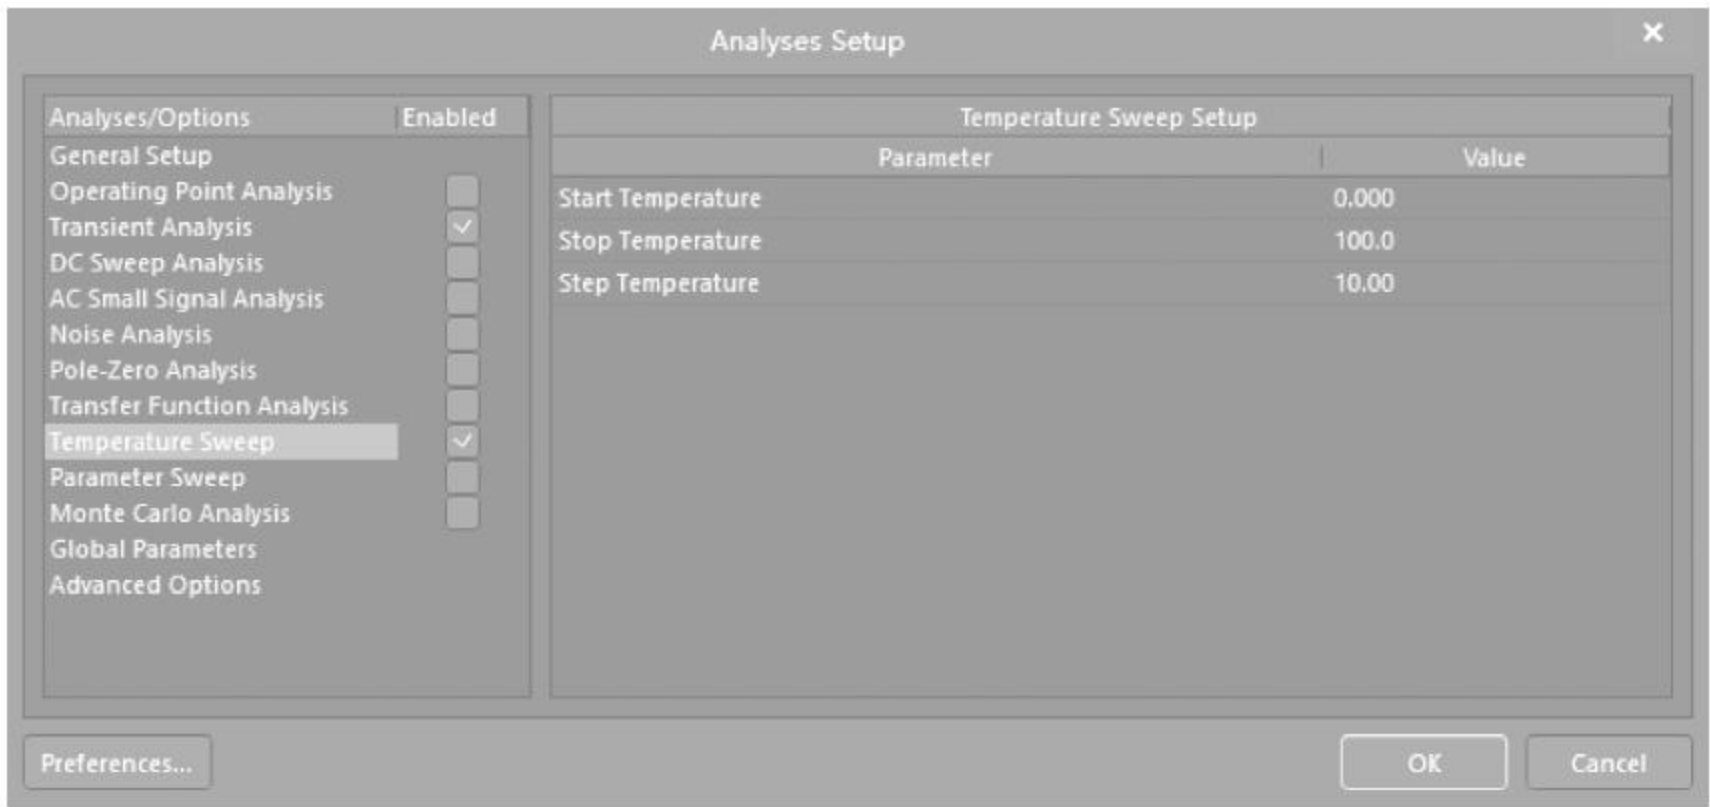 Analyses Setup
Analyses/Options Enabled
General Setup
Operating Point Analysis
Transient Analysis
DC Sweep Analysis
AC Small Signal Analysis
Noise Analysis
Pole-Zero Analysis
Transfer Function Analysis
Temperature Sweep
Parameter Sweep
Monte Carlo Analysis
Global Parameters
Advanced Options
Temperature Sweep Setup
Parameter Value
Start Temperature 0.000
Stop Temperature 100.0
Step Temperature 10.00
Preferences...
OK
Cancel